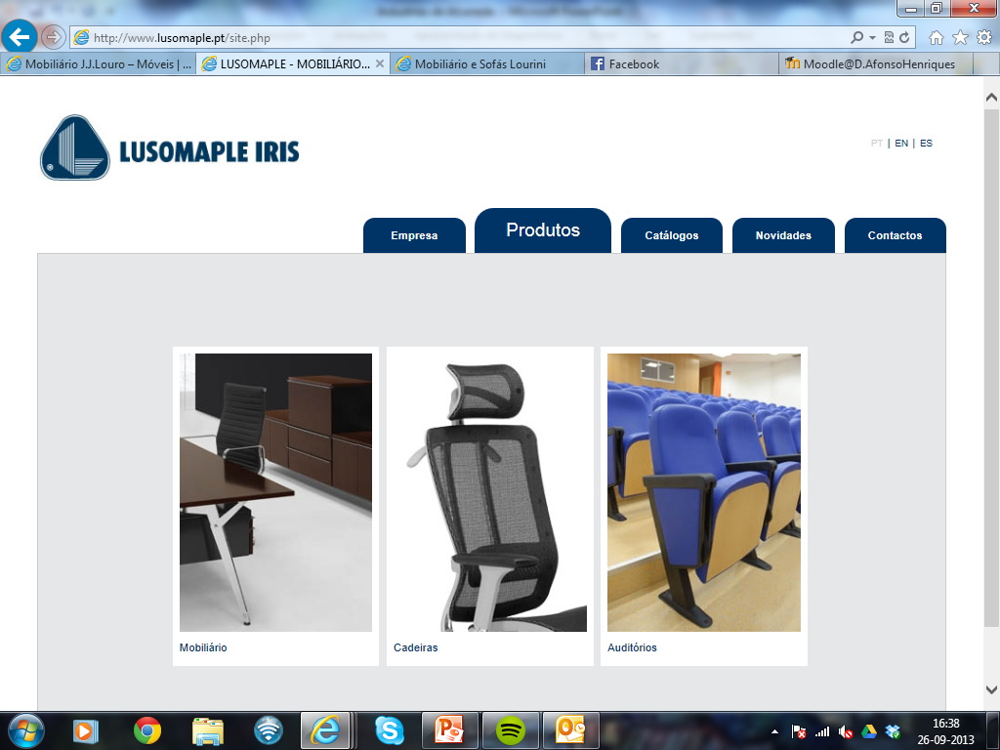 http://www.lusomaple.pt/site.php
Mobiliário J.J.Louro – Móveis | ...
LUSOMAPLE - MOBILIÁRIO...
Mobiliário e Sofás Lourini
Facebook
Moodle@D.AfonsoHenriques
LUSOMAPLE IRIS
PT | EN | ES
Empresa
Produtos
Catálogos
Novidades
Contactos
Mobiliário
Cadeiras
Auditórios
16:38
26-09-2013